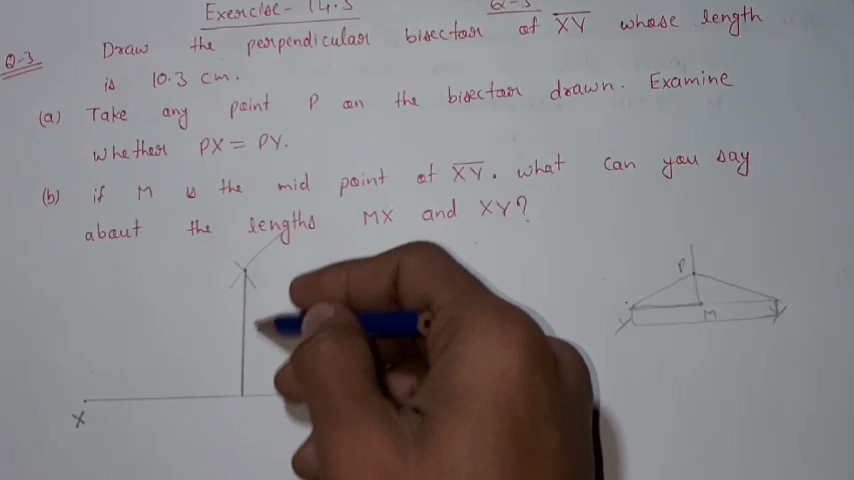 Exercise - 14.5 Q-3
Q-3 Draw the perpendicular bisector of XY whose length
is 10.3 cm.
(a) Take any point P on the bisector drawn. Examine
whether PX = PY.
(b) if M is the mid point of XY. what can you say
about the lengths MX and XY?
P
M
X